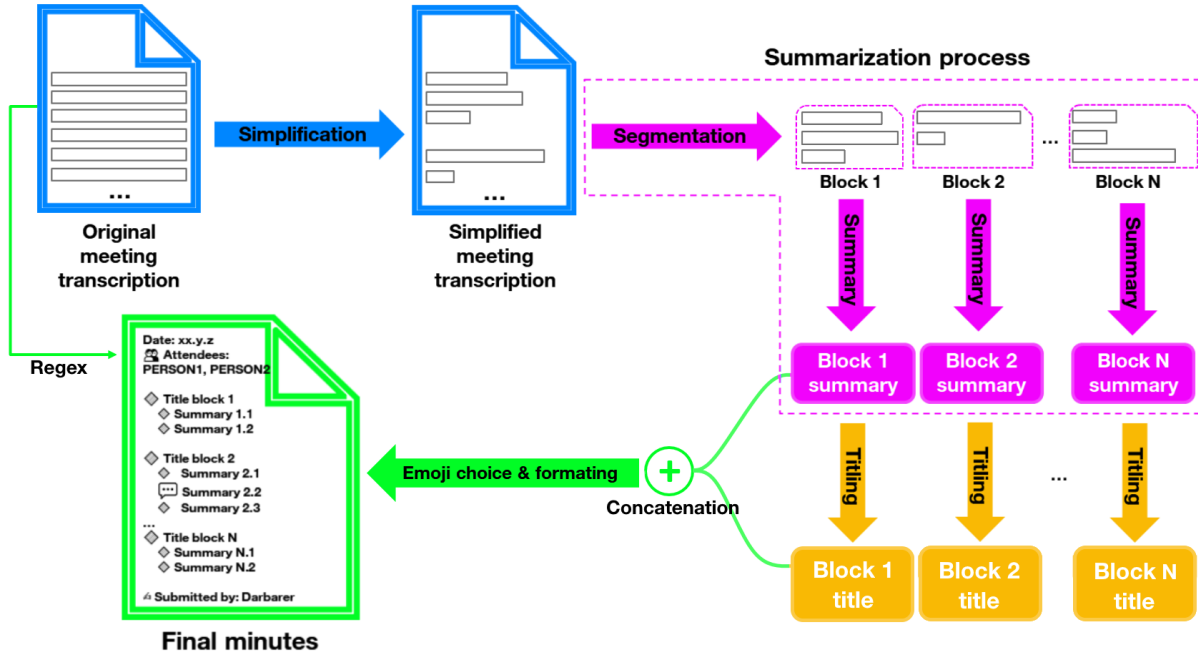 Summarization process
Simplification
Segmentation
...
...
...
Block 1
Block 2
Block N
Original
meeting
transcription
Simplified
meeting
transcription
Summary
Summary
Summary
Regex
Date: xx.y.z
Attendees:
PERSON1, PERSON2
Title block 1
Summary 1.1
Summary 1.2
Title block 2
Summary 2.1
Summary 2.2
Summary 2.3
...
Title block N
Summary N.1
Summary N.2
Submitted by: Darbarer
Final minutes
Block 1
summary
Block 2
summary
Block N
summary
Emoji choice & formating
+
Concatenation
Titling
Titling
...
Titling
Block 1
title
Block 2
title
Block N
title